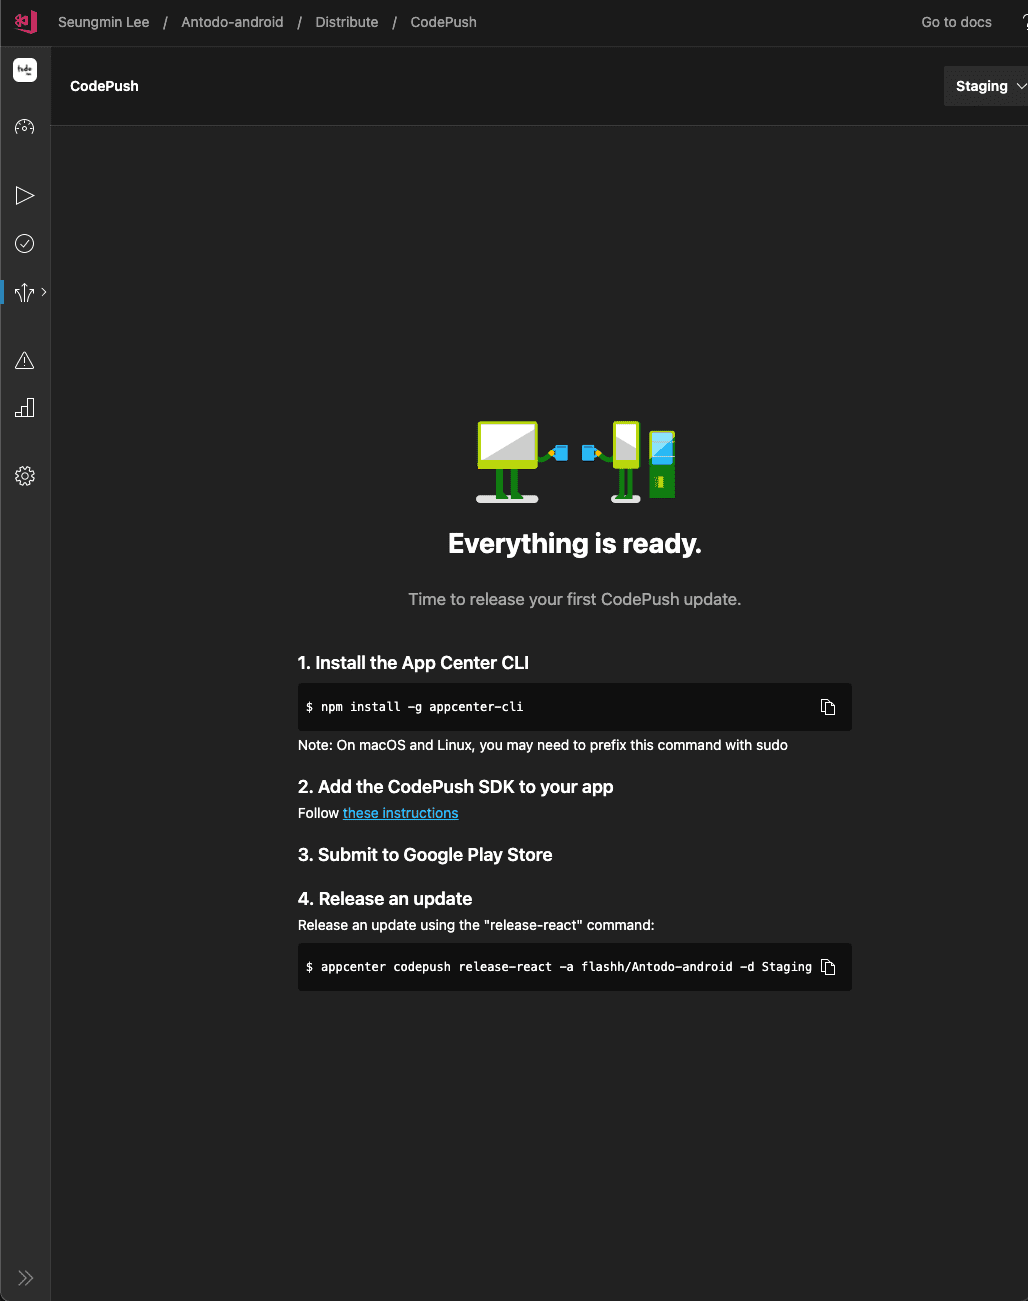 Seungmin Lee / Antodo-android / Distribute / CodePush Go to docs
CodePush
Staging
Everything is ready.
Time to release your first CodePush update.
1. Install the App Center CLI
$ npm install -g appcenter-cli
Note: On macOS and Linux, you may need to prefix this command with sudo
2. Add the CodePush SDK to your app
Follow these instructions
3. Submit to Google Play Store
4. Release an update
Release an update using the "release-react" command:
$ appcenter codepush release-react -a flashh/Antodo-android -d Staging